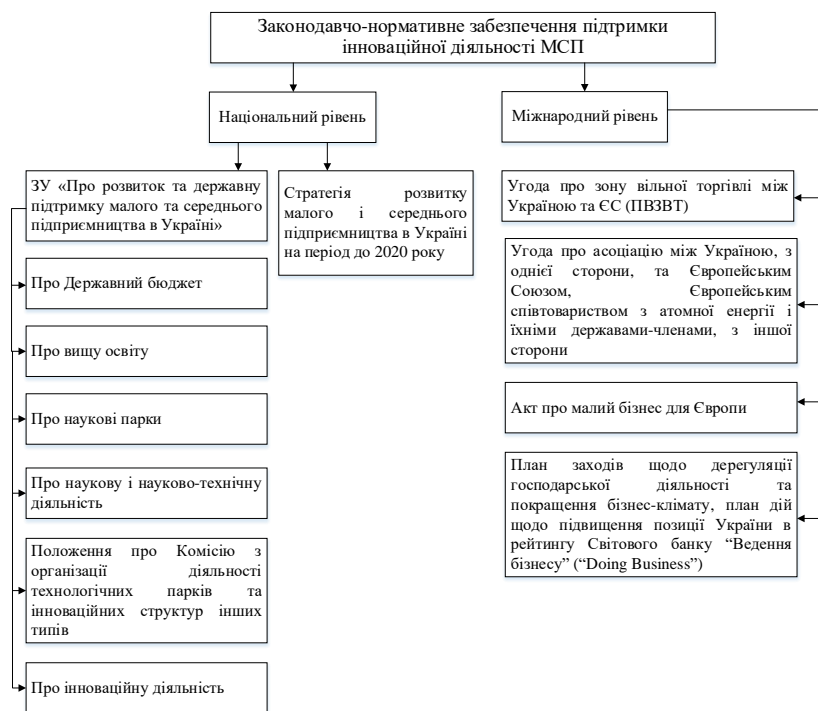 Законодавчо-нормативне забезпечення підтримки
інноваційної діяльності МСП
Національний рівень
Міжнародний рівень
ЗУ «Про розвиток та державну
підтримку малого та середнього
підприємництва в Україні»
Стратегія розвитку
малого і середнього
підприємництва в Україні
на період до 2020 року
Про Державний бюджет
Про вищу освіту
Про наукові парки
Про наукову і науково-технічну
діяльність
Положення про Комісію з
організації діяльності
технологічних парків та
інноваційних структур інших
типів
Про інноваційну діяльність
Угода про зону вільної торгівлі між
Україною та ЄС (ПВЗВТ)
Угода про асоціацію між Україною, з
однієї сторони, та Європейським
Союзом, Європейським
співтовариством з атомної енергії і
їхніми державами-членами, з іншої
сторони
Акт про малий бізнес для Європи
План заходів щодо дерегуляції
господарської діяльності та
покращення бізнес-клімату, план дій
щодо підвищення позиції України в
рейтингу Світового банку “Ведення
бізнесу” (“Doing Business”)